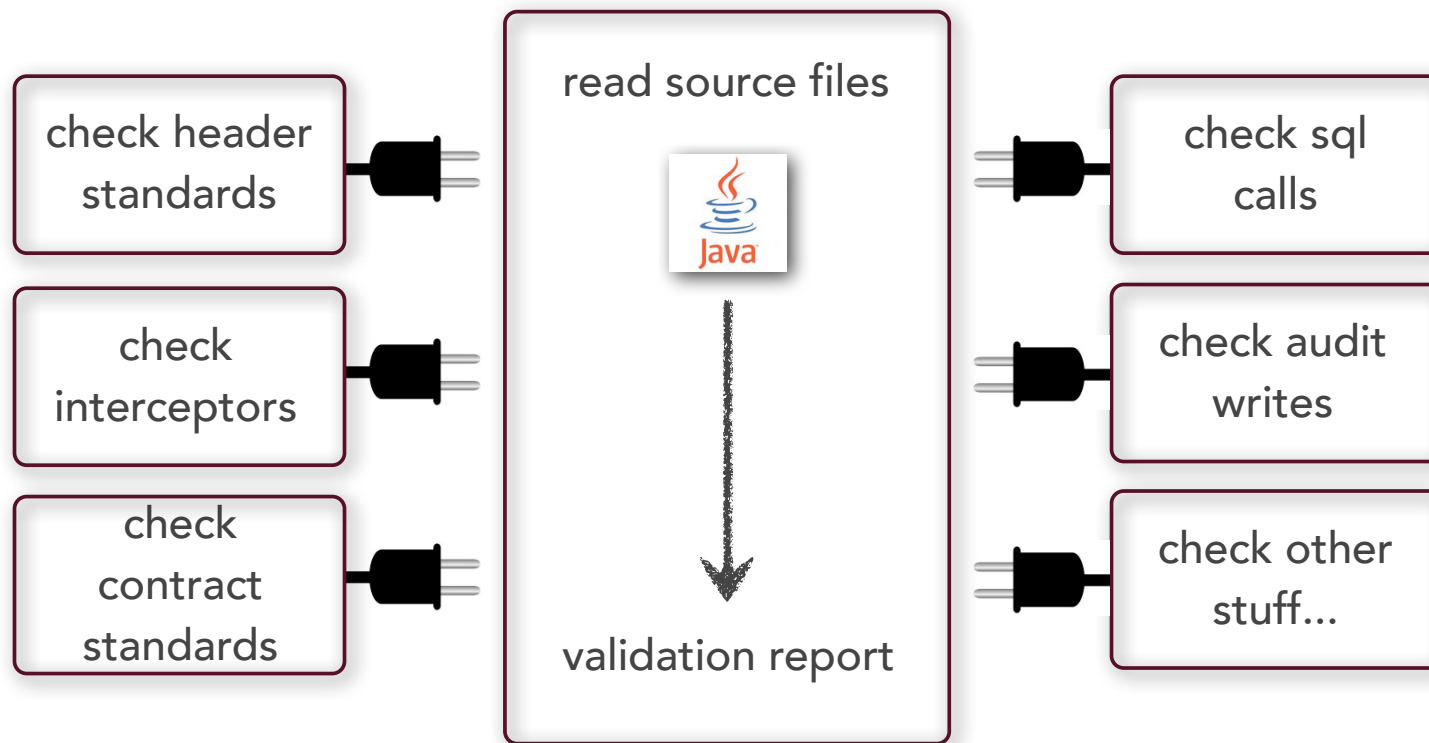 check header
standards
check
interceptors
check
contract
standards
read source files
Java
validation report
check sql
calls
check audit
writes
check other
stuff...